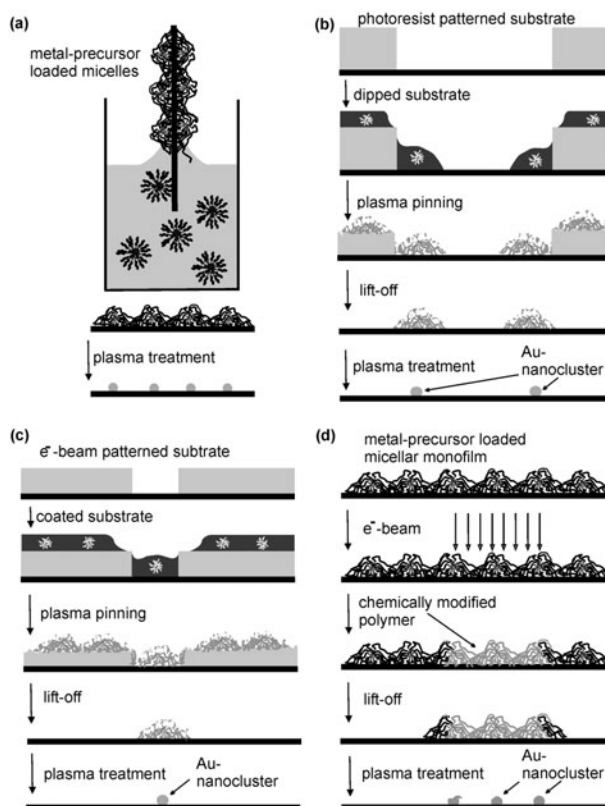 (a)
metal-precursor
loaded micelles
plasma treatment
(b)
photoresist patterned substrate
dipped substrate
plasma pinning
lift-off
plasma treatment
Au-
nanocluster
(c)
e⁻-beam patterned subtrate
coated substrate
plasma pinning
lift-off
plasma treatment
Au-
nanocluster
(d)
metal-precursor loaded
micellar monofilm
e⁻-beam
chemically modified
polymer
lift-off
plasma treatment
Au-
nanocluster